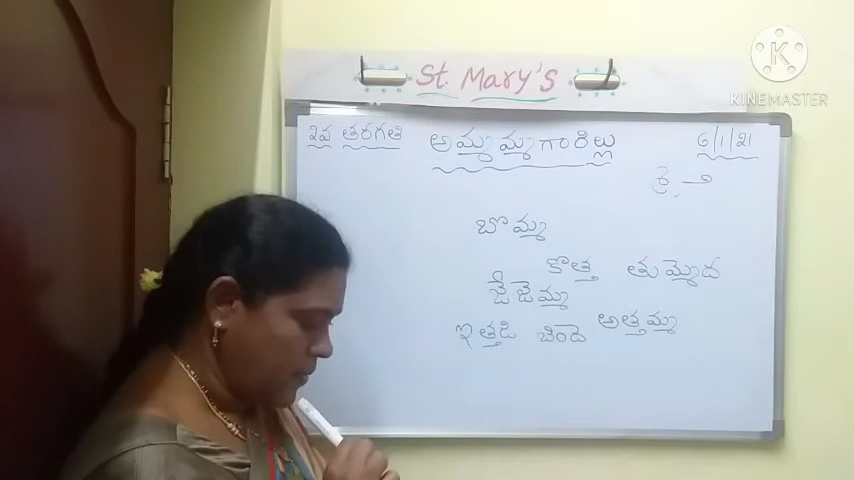 St. Mary's
KINEMASTER
2వ తరగతి అమ్మమ్మగారిల్లు 6/1/21
బొమ్మ
కొత్త తుమ్మెద
జేజెమ్మ
ఇత్తడి చిందె అత్తమ్మ